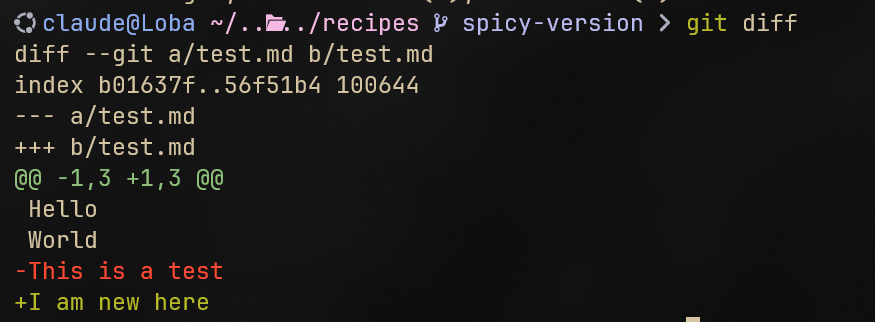 claude@Loba ~/..../recipes spicy-version > git diff
diff --git a/test.md b/test.md
index b01637f..56f51b4 100644
--- a/test.md
+++ b/test.md
@@ -1,3 +1,3 @@
 Hello
 World
-This is a test
+I am new here